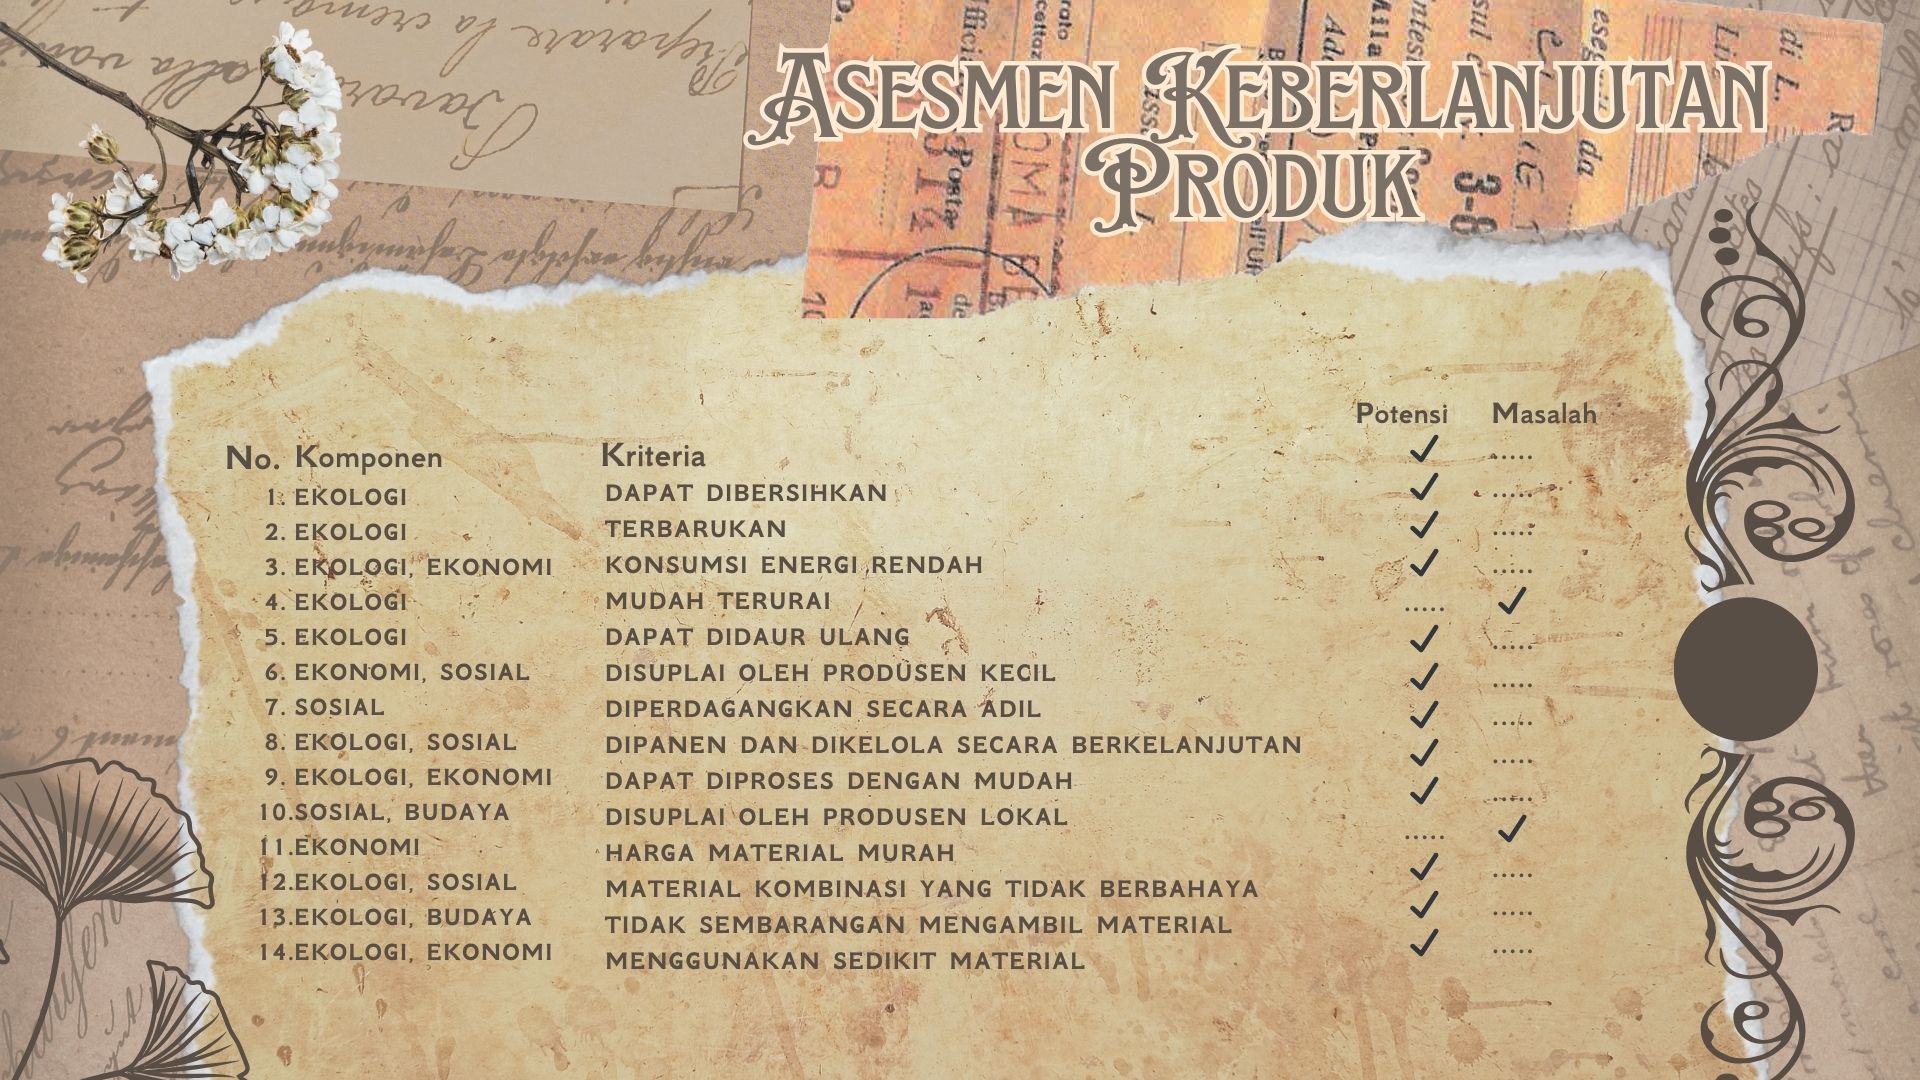 Asesmen Keberlanjutan
Produk
Potensi Masalah
No. Komponen Kriteria
✓ .....
1. EKOLOGI DAPAT DIBERSIHKAN ✓ .....
2. EKOLOGI TERBARUKAN ✓ .....
3. EKOLOGI, EKONOMI KONSUMSI ENERGI RENDAH ✓ .....
4. EKOLOGI MUDAH TERURAI ..... ✓
5. EKOLOGI DAPAT DIDAUR ULANG ✓ .....
6. EKONOMI, SOSIAL DISUPLAI OLEH PRODUSEN KECIL ✓ .....
7. SOSIAL DIPERDAGANGKAN SECARA ADIL ✓ .....
8. EKOLOGI, SOSIAL DIPANEN DAN DIKELOLA SECARA BERKELANJUTAN ✓ .....
9. EKOLOGI, EKONOMI DAPAT DIPROSES DENGAN MUDAH ✓ .....
10. SOSIAL, BUDAYA DISUPLAI OLEH PRODUSEN LOKAL ..... ✓
11. EKONOMI HARGA MATERIAL MURAH ✓ .....
12. EKOLOGI, SOSIAL MATERIAL KOMBINASI YANG TIDAK BERBAHAYA ✓ .....
13. EKOLOGI, BUDAYA TIDAK SEMBARANGAN MENGAMBIL MATERIAL ✓ .....
14. EKOLOGI, EKONOMI MENGGUNAKAN SEDIKIT MATERIAL